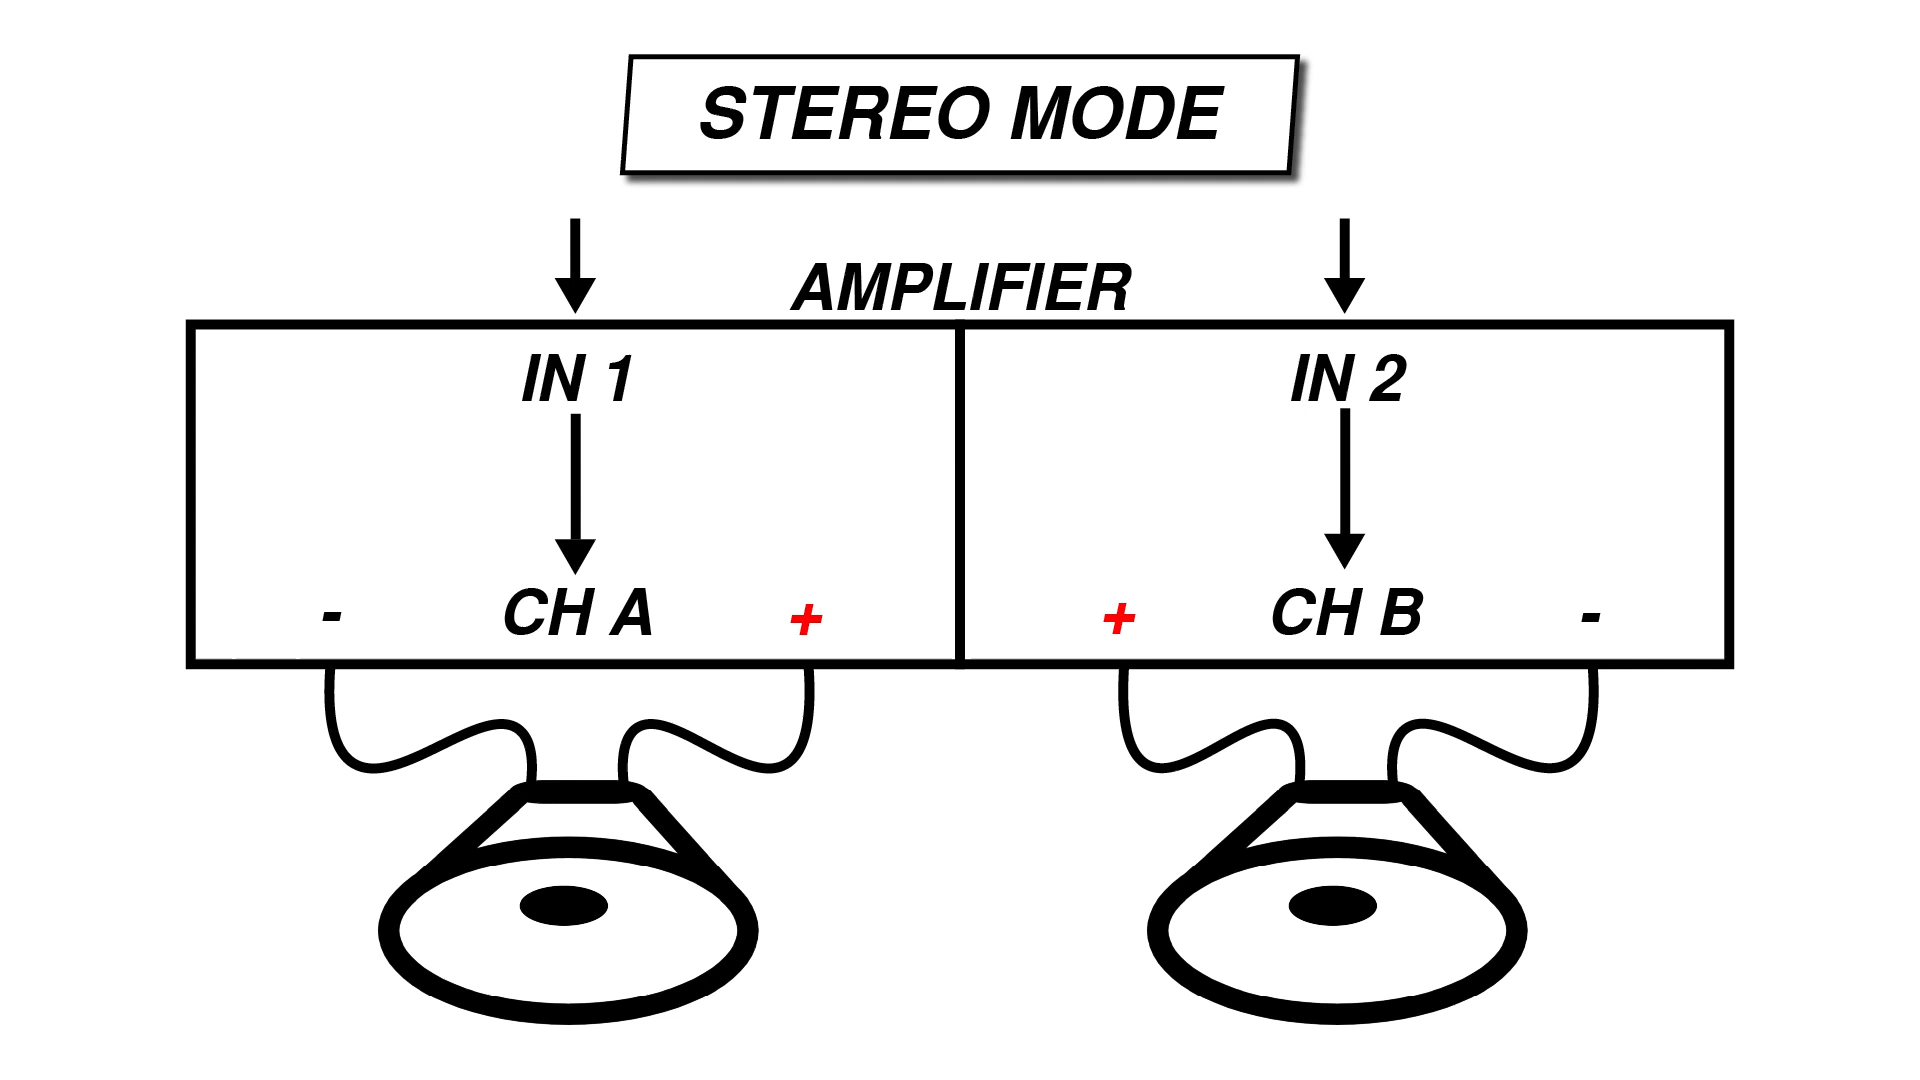 STEREO MODE
AMPLIFIER
IN 1
IN 2
- CH A +
+ CH B -